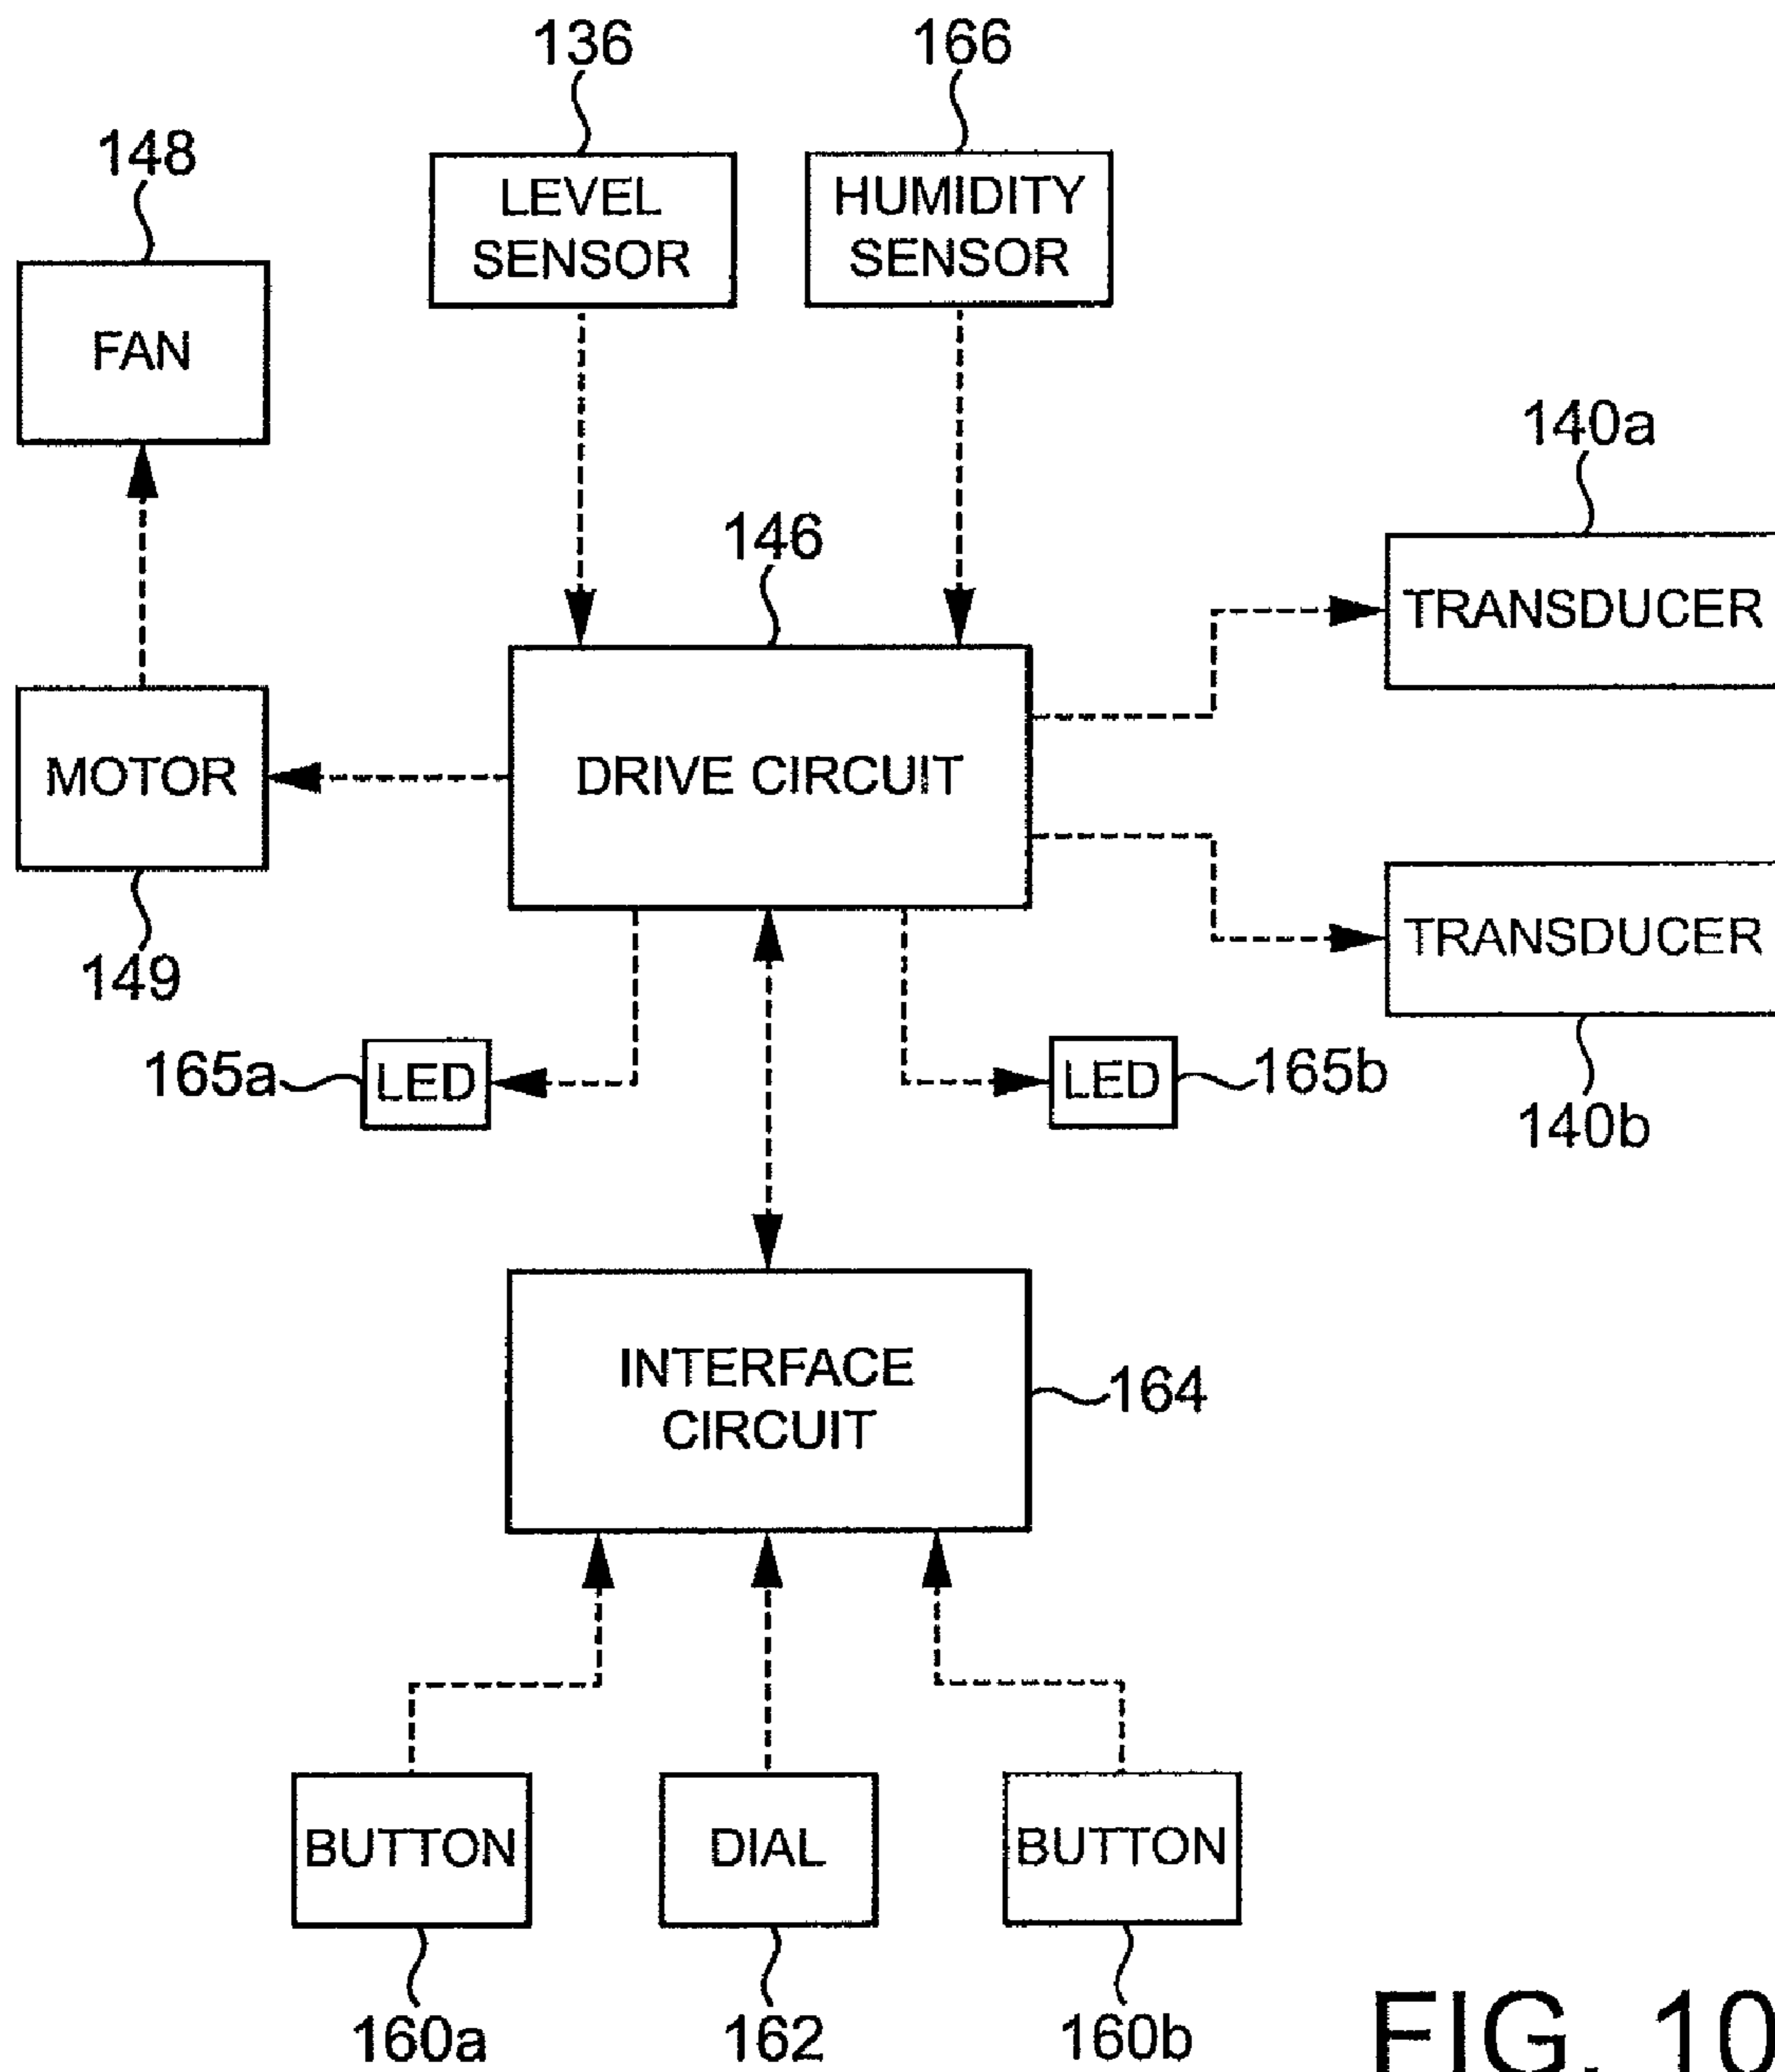 136
166
148
LEVEL
SENSOR
HUMIDITY
SENSOR
FAN
140a
146
TRANSDUCER
MOTOR
DRIVE CIRCUIT
TRANSDUCER
149
165a
LED
LED
165b
140b
INTERFACE
CIRCUIT
164
BUTTON
DIAL
BUTTON
160a
162
160b
FIG. 10